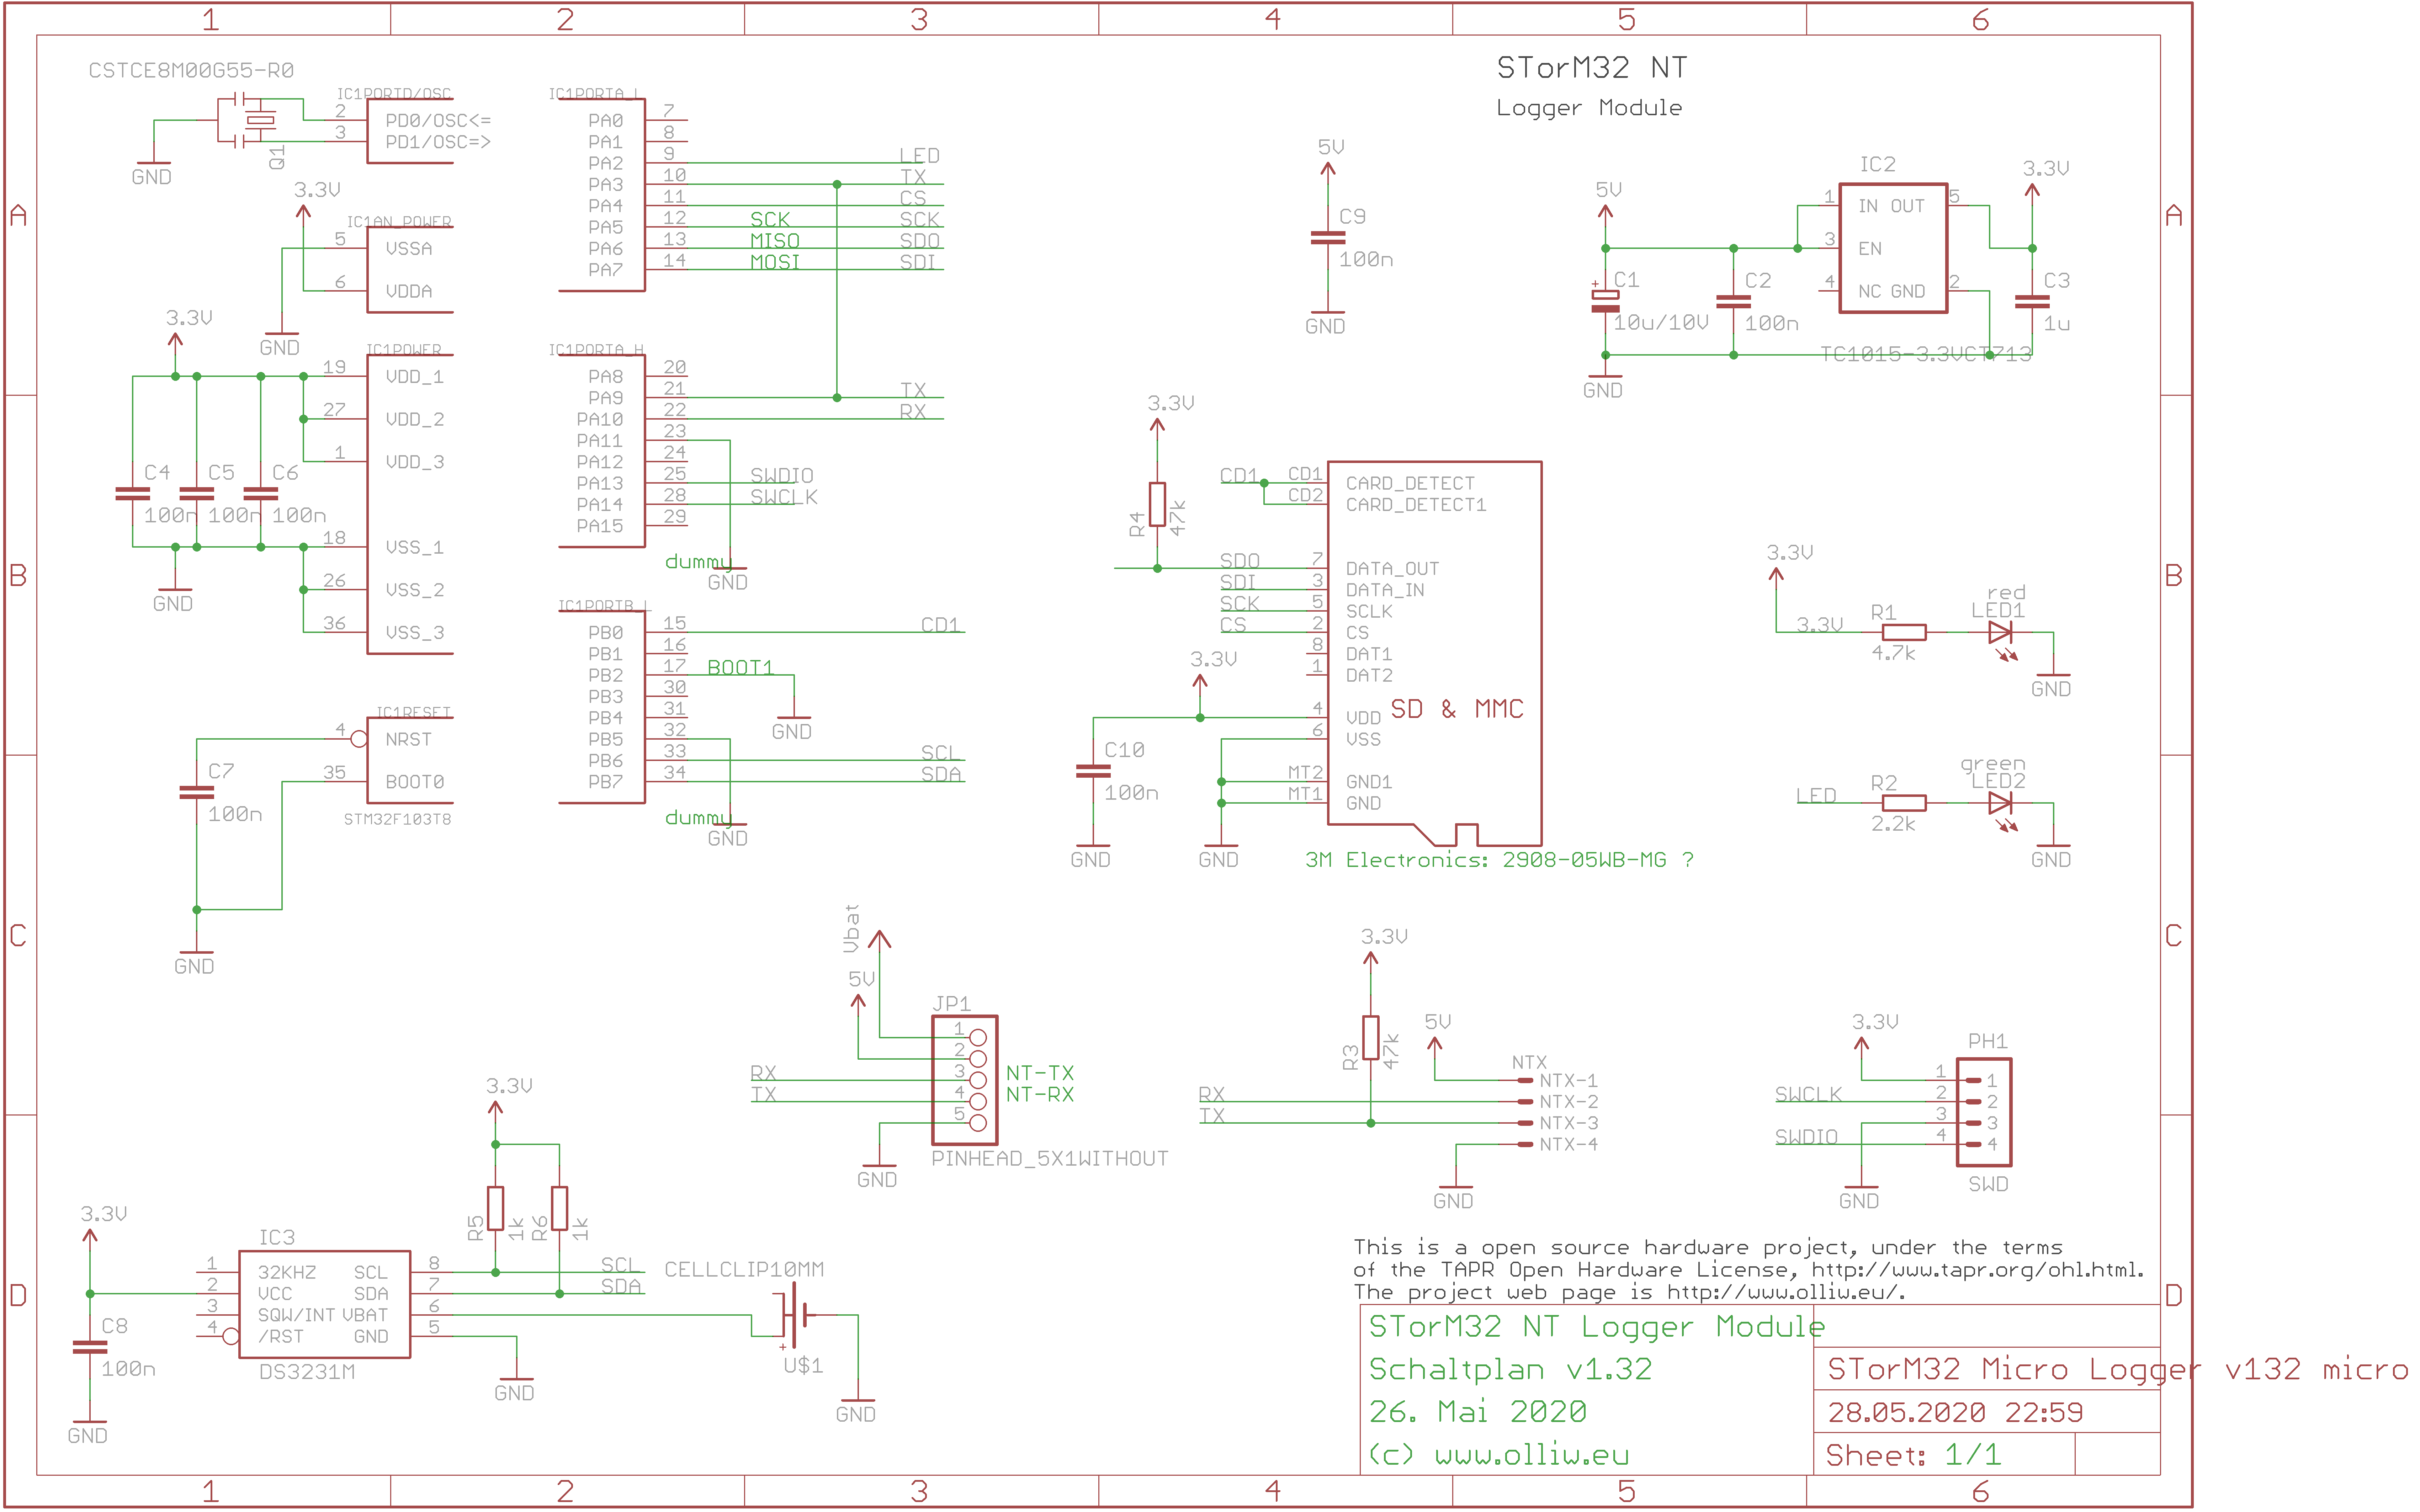 1 2 3 4 5 6
A
B
C
D
A
B
C
D
1 2 3 4 5 6
STorM32 NT
Logger Module
CSTCE8M00G55-R0
Q1
GND
IC1PORTD/OSC
2 PD0/OSC<=
3 PD1/OSC=>
3.3V
IC1AN_POWER
5 VSSA
6 VDDA
GND
3.3V
IC1POWER
19 VDD_1
27 VDD_2
1 VDD_3
C4 C5 C6
100n 100n 100n
18 VSS_1
26 VSS_2
36 VSS_3
GND
IC1RESET
4 NRST
35 BOOT0
STM32F103T8
C7
100n
GND
IC1PORTA_L
PA0 7
PA1 8
PA2 9 LED
PA3 10 TX
PA4 11 CS
PA5 12 SCK SCK
PA6 13 MISO SDO
PA7 14 MOSI SDI
IC1PORTA_H
PA8 20
PA9 21 TX
PA10 22 RX
PA11 23
PA12 24
PA13 25 SWDIO
PA14 28 SWCLK
PA15 29
dummy
GND
IC1PORTB_L
PB0 15 CD1
PB1 16
PB2 17 BOOT1
PB3 30
PB4 31
PB5 32
PB6 33 SCL
PB7 34 SDA
GND
dummy
GND
5V
C9
100n
GND
5V
C1
10u/10V
C2
100n
GND
IC2
1 IN OUT 5
3 EN
4 NC GND 2
TC1015-3.3VCT713
3.3V
C3
1u
3.3V
R4
47k
CD1 CD1 CARD_DETECT
CD2 CARD_DETECT1
SDO 7 DATA_OUT
SDI 3 DATA_IN
SCK 5 SCLK
CS 2 CS
8 DAT1
1 DAT2
3.3V
SD & MMC
4 VDD
6 VSS
MT2 GND1
MT1 GND
C10
100n
GND
GND
3M Electronics: 2908-05WB-MG ?
3.3V
3.3V
R1
4.7k
red
LED1
GND
LED
R2
2.2k
green
LED2
GND
Vbat
5V
JP1
1
2
RX 3 NT-TX
TX 4 NT-RX
5
GND
PINHEAD_5X1WITHOUT
3.3V
R3
47k
5V
NTX
NTX-1
RX NTX-2
TX NTX-3
NTX-4
GND
3.3V
PH1
1 1
SWCLK 2 2
3 3
SWDIO 4 4
GND
SWD
3.3V
C8
100n
GND
IC3
1 32KHZ SCL 8
2 VCC SDA 7
3 SQW/INT VBAT 6
4 /RST GND 5
DS3231M
GND
3.3V
R5
1k
R6
1k
SCL
SDA
CELLCLIP10MM
+
U$1
GND
This is a open source hardware project, under the terms
of the TAPR Open Hardware License, http://www.tapr.org/ohl.html.
The project web page is http://www.olliw.eu/.
STorM32 NT Logger Module
Schaltplan v1.32
26. Mai 2020
(c) www.olliw.eu
STorM32 Micro Logger v132 micro
28.05.2020 22:59
Sheet: 1/1